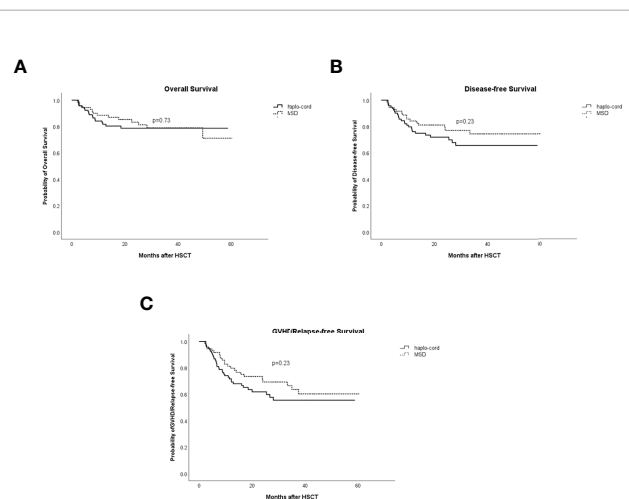 A
Overall Survival
haplo-cord
MSD
p=0.73
1.0
0.8
0.6
0.4
0.2
0.0
Probability of Overall Survival
0 20 40 60
Months after HSCT
B
Disease-free Survival
haplo-cord
MSD
p=0.23
1.0
0.8
0.6
0.4
0.2
0.0
Probability of Disease-free Survival
0 20 40 i0
Months after HSCT
C
GVHD/Relapse-free Survival
haplo-cord
MSD
p=0.23
1.0
0.8
0.6
0.4
0.2
0.0
Probability of GVHD/Relapse-free Survival
0 20 40 60
Months after HSCT